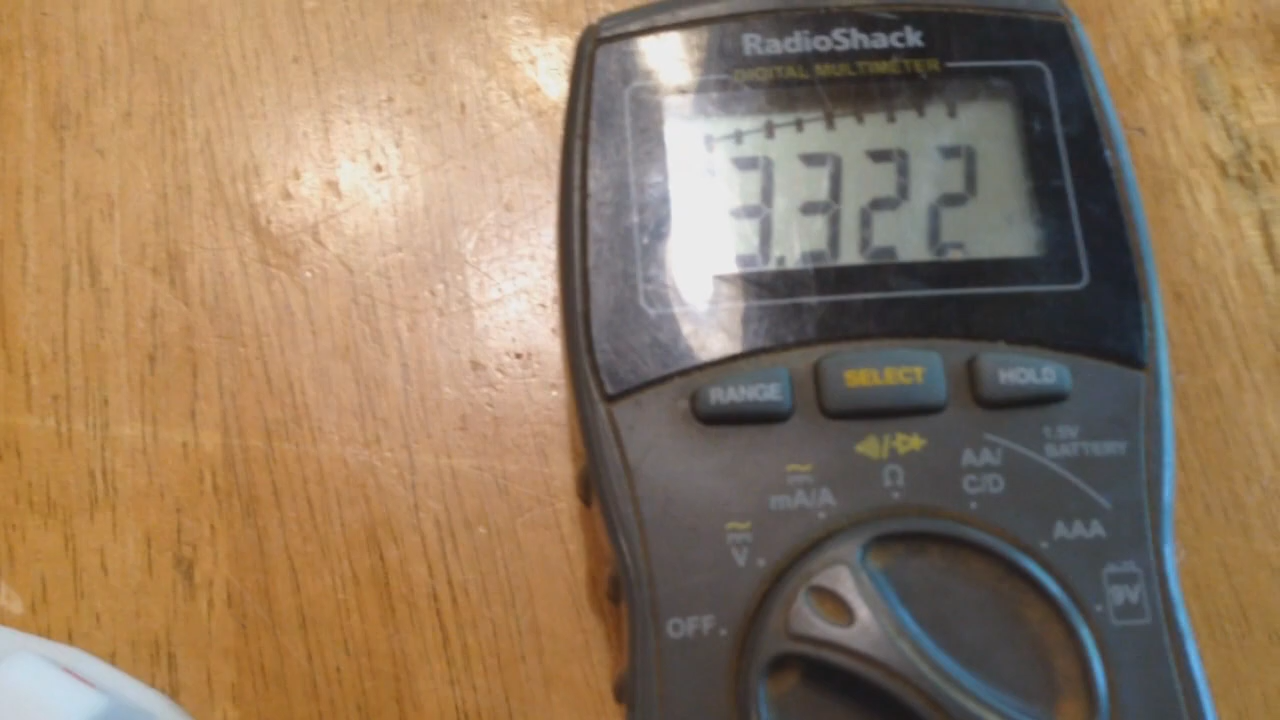 RadioShack
DIGITAL MULTIMETER
3.322
RANGE SELECT HOLD
1.5V
BATTERY
AA/
C/D
Ω
mA/A
AAA
V
9V
OFF